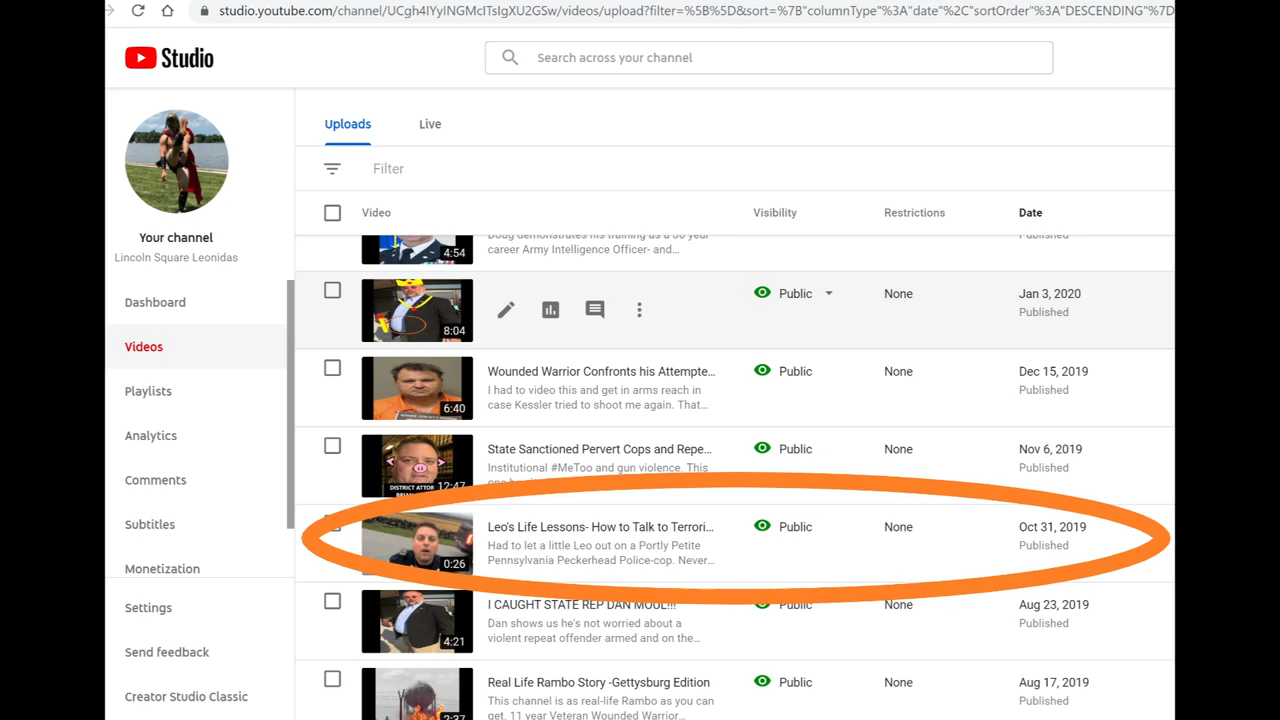 studio.youtube.com/channel/UCgh4IYyINGMcITsIgXU2GSw/videos/upload?filter=%5B%5D&sort=%7B"columnType"%3A"date"%2C"sortOrder"%3A"DESCENDING"%7D
Studio
Search across your channel
Uploads Live
Filter
Video Visibility Restrictions Date
Your channel
Lincoln Square Leonidas
Dashboard
Videos
Playlists
Analytics
Comments
Subtitles
Monetization
Settings
Send feedback
Creator Studio Classic
Doug demonstrates his training as a 30 year Published
career Army Intelligence Officer- and…
4:54
Public None Jan 3, 2020
Published
8:04
Wounded Warrior Confronts his Attempte… Public None Dec 15, 2019
I had to video this and get in arms reach in Published
case Kessler tried to shoot me again. That…
6:40
State Sanctioned Pervert Cops and Repe… Public None Nov 6, 2019
Institutional #MeToo and gun violence. This Published
DISTRICT ATTOR
12:47
Leo's Life Lessons- How to Talk to Terrori… Public None Oct 31, 2019
Had to let a little Leo out on a Portly Petite Published
Pennsylvania Peckerhead Police-cop. Never…
0:26
I CAUGHT STATE REP DAN MOUL!!! Public None Aug 23, 2019
Dan shows us he's not worried about a Published
violent repeat offender armed and on the…
4:21
Real Life Rambo Story -Gettysburg Edition Public None Aug 17, 2019
This channel is as real-life Rambo as you can Published
get. 11 year Veteran Wounded Warrior…
2:37